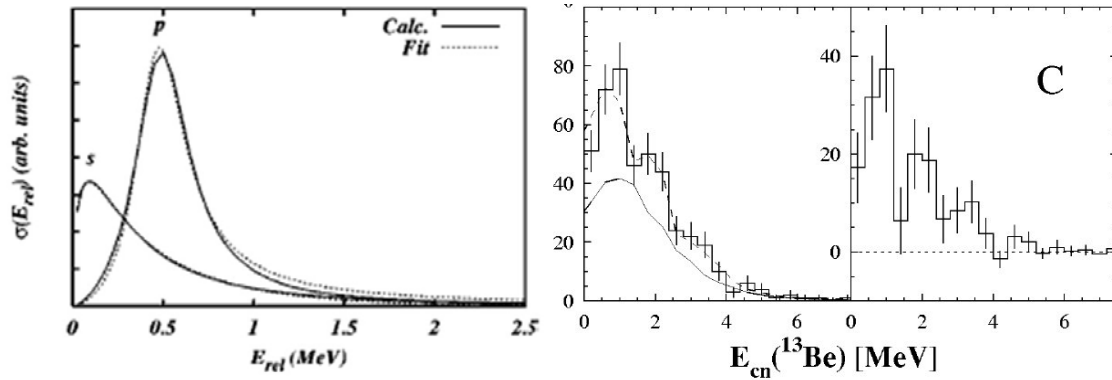 σ(E_rel) (arb. units)
p
s
Calc.
Fit
0 0.5 1 1.5 2 2.5
E_rel (MeV)
80
60
40
20
0
0 2 4 6
40
20
0
C
0 2 4 6
E_cn(¹³Be) [MeV]